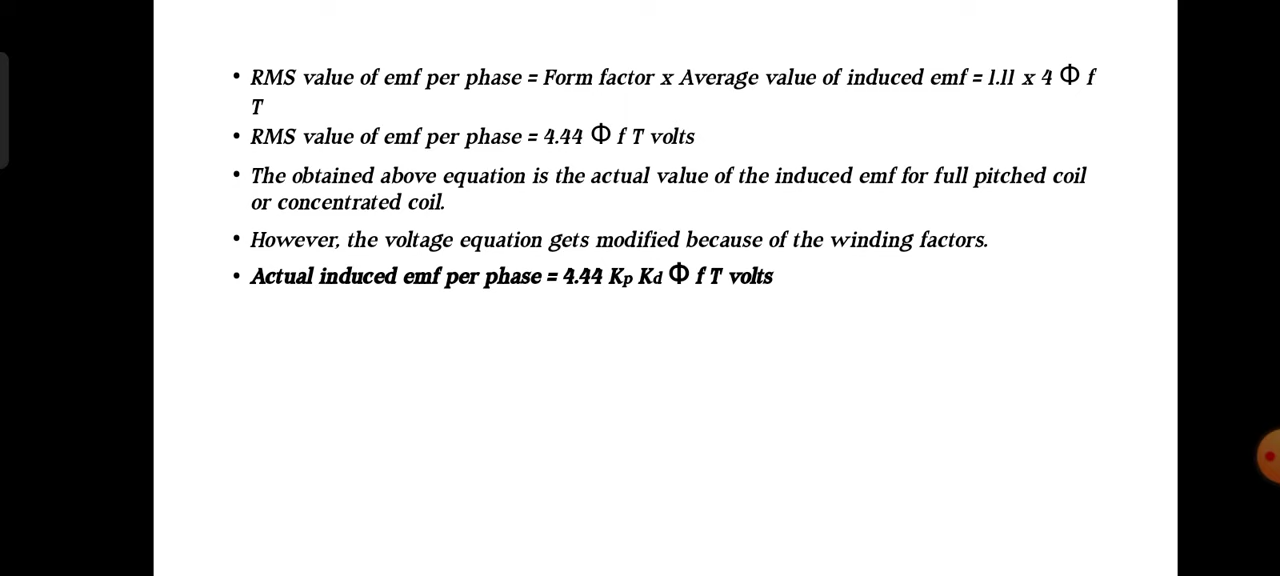 • RMS value of emf per phase = Form factor x Average value of induced emf = 1.11 x 4 Φ f
T
• RMS value of emf per phase = 4.44 Φ f T volts
• The obtained above equation is the actual value of the induced emf for full pitched coil
or concentrated coil.
• However, the voltage equation gets modified because of the winding factors.
• Actual induced emf per phase = 4.44 Kp Kd Φ f T volts